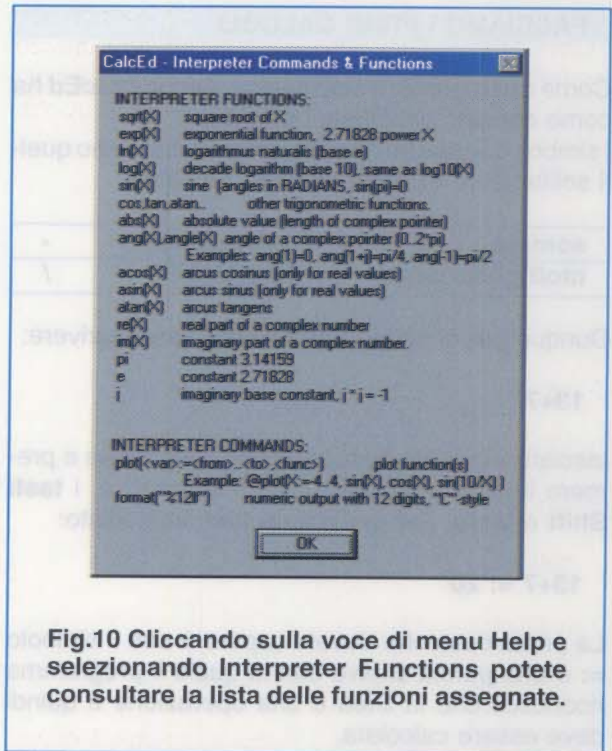 CalcEd - Interpreter Commands & Functions
INTERPRETER FUNCTIONS:
sqrt(X) square root of X
exp(X) exponential function, 2.71828 power X
ln(X) logarithmus naturalis (base e)
log(X) decade logarithm (base 10), same as log10(X)
sin(X) sine (angles in RADIANS, sin(pi)=0
cos,tan,atan.. other trigonometric functions.
abs(X) absolute value (length of complex pointer)
ang(X),angle(X) angle of a complex pointer (0..2*pi).
Examples: ang(1)=0, ang(1+j)=pi/4, ang(-1)=pi/2
acos(X) arcus cosinus (only for real values)
asin(X) arcus sinus (only for real values)
atan(X) arcus tangens
re(X) real part of a complex number
im(X) imaginary part of a complex number.
pi constant 3.14159
e constant 2.71828
j imaginary base constant, j * j = -1
INTERPRETER COMMANDS:
plot(<var>:=<from>..<to>,<func>) plot function(s)
Example: @plot(X:=-4..4, sin(X), cos(X), sin(10/X) )
format("%12lf") numeric output with 12 digits, "C"-style
OK
Fig.10 Cliccando sulla voce di menu Help e
selezionando Interpreter Functions potete
consultare la lista delle funzioni assegnate.